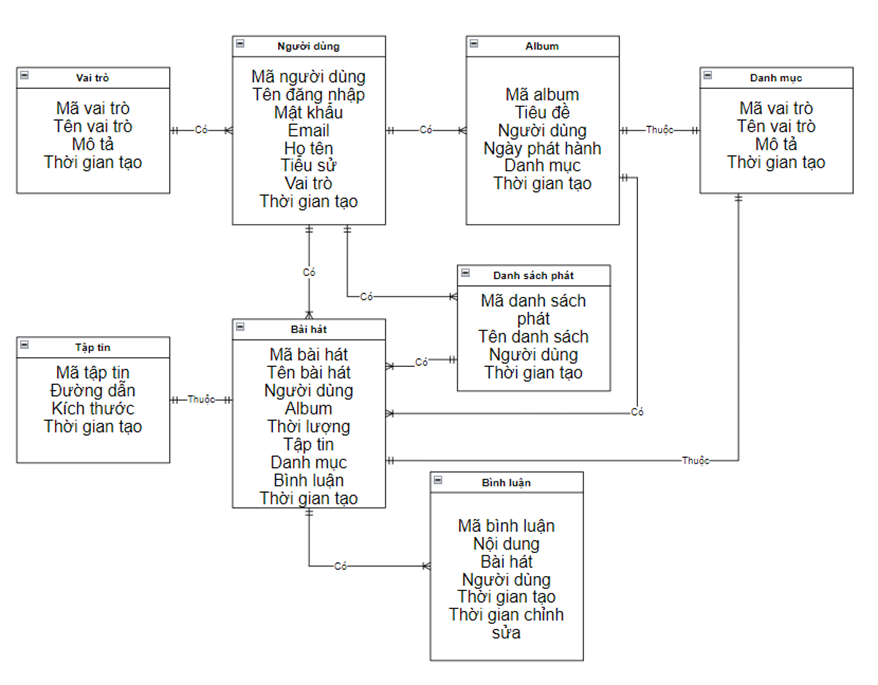 Người dùng
Mã người dùng
Tên đăng nhập
Mật khẩu
Email
Họ tên
Tiểu sử
Vai trò
Thời gian tạo
Album
Mã album
Tiêu đề
Người dùng
Ngày phát hành
Danh mục
Thời gian tạo
Vai trò
Mã vai trò
Tên vai trò
Mô tả
Thời gian tạo
Danh mục
Mã vai trò
Tên vai trò
Mô tả
Thời gian tạo
Có
Có
Thuộc
Có
Có
Danh sách phát
Mã danh sách
phát
Tên danh sách
Người dùng
Thời gian tạo
Bài hát
Mã bài hát
Tên bài hát
Người dùng
Album
Thời lượng
Tập tin
Danh mục
Bình luận
Thời gian tạo
Tập tin
Mã tập tin
Đường dẫn
Kích thước
Thời gian tạo
Có
Thuộc
Có
Thuộc
Bình luận
Mã bình luận
Nội dung
Bài hát
Người dùng
Thời gian tạo
Thời gian chỉnh
sửa
Có